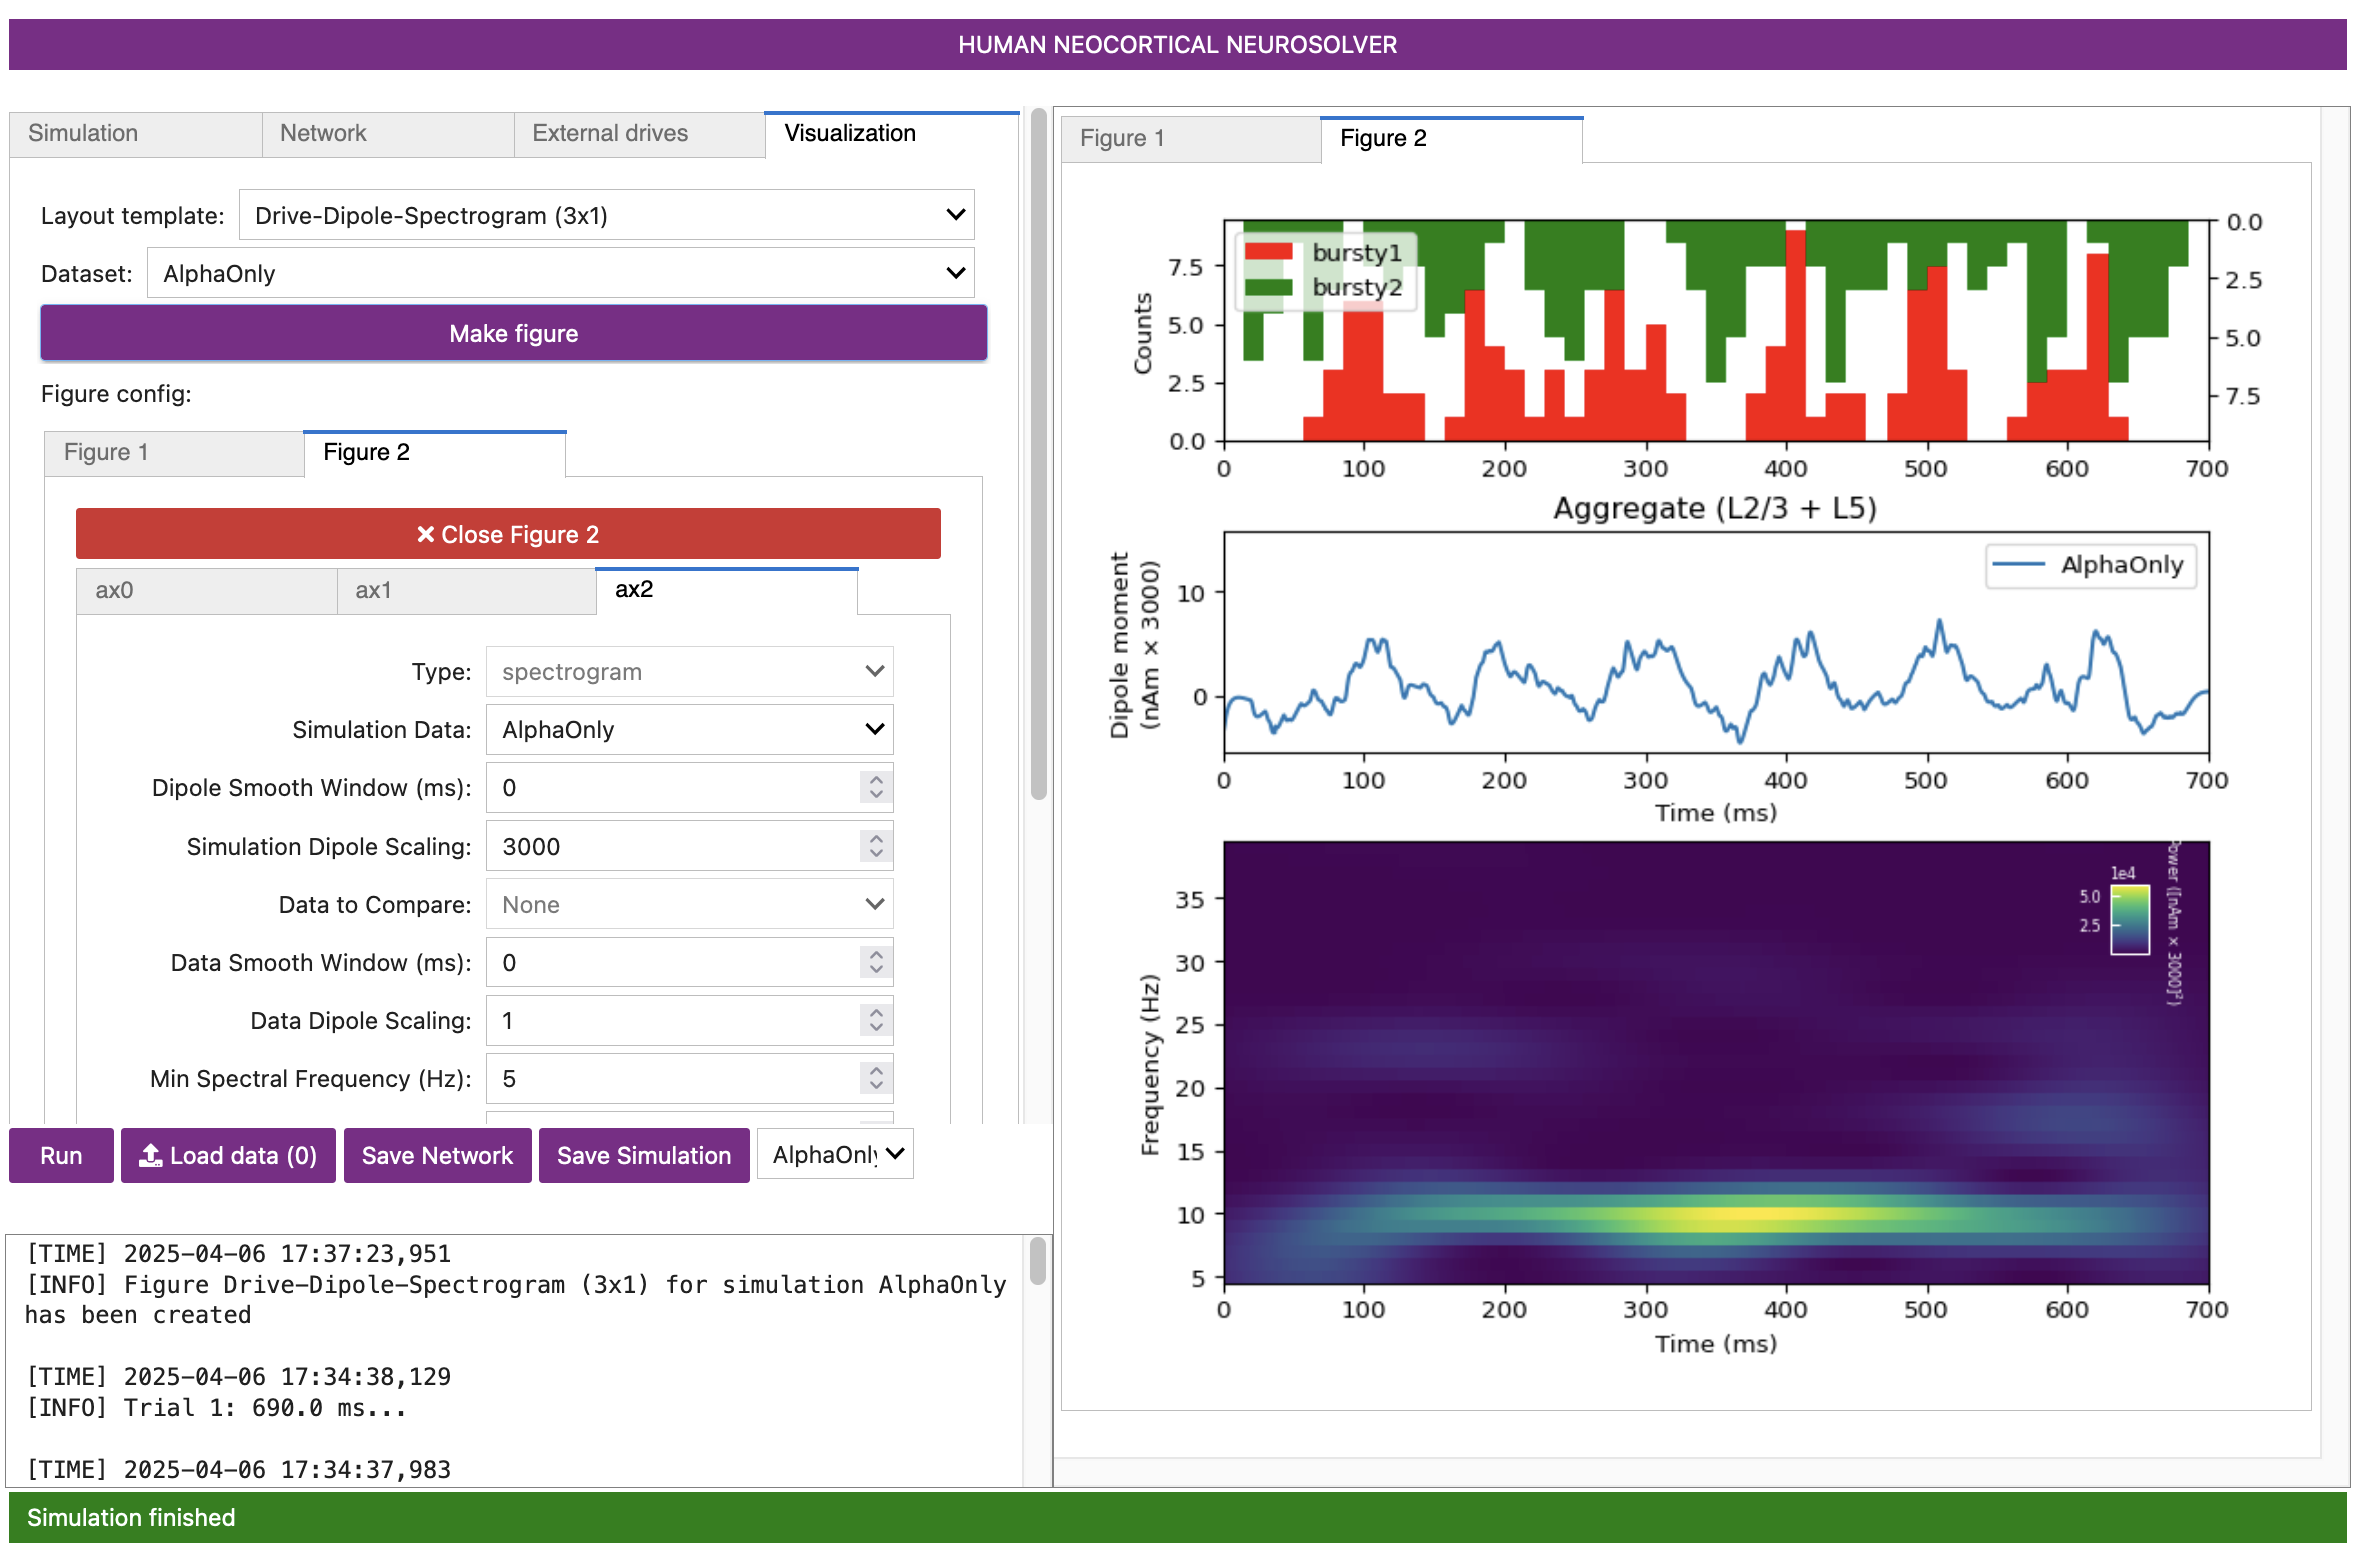 HUMAN NEOCORTICAL NEUROSOLVER
Simulation
Network
External drives
Visualization
Layout template:
Drive-Dipole-Spectrogram (3x1)
Dataset:
AlphaOnly
Make figure
Figure config:
Figure 1
Figure 2
Close Figure 2
ax0
ax1
ax2
Type:
spectrogram
Simulation Data:
AlphaOnly
Dipole Smooth Window (ms):
0
Simulation Dipole Scaling:
3000
Data to Compare:
None
Data Smooth Window (ms):
0
Data Dipole Scaling:
1
Min Spectral Frequency (Hz):
5
Run
Load data (0)
Save Network
Save Simulation
AlphaOnly
[TIME] 2025-04-06 17:37:23,951
[INFO] Figure Drive-Dipole-Spectrogram (3x1) for simulation AlphaOnly
has been created
[TIME] 2025-04-06 17:34:38,129
[INFO] Trial 1: 690.0 ms...
[TIME] 2025-04-06 17:34:37,983
Figure 1
Figure 2
bursty1
bursty2
Counts
7.5
5.0
2.5
0.0
0.0
2.5
5.0
7.5
0 100 200 300 400 500 600 700
Aggregate (L2/3 + L5)
AlphaOnly
Dipole moment
(nAm × 3000)
10
0
0 100 200 300 400 500 600 700
Time (ms)
Frequency (Hz)
35
30
25
20
15
10
5
1e4
5.0
2.5
Power ([nAm × 3000]²)
0 100 200 300 400 500 600 700
Time (ms)
Simulation finished